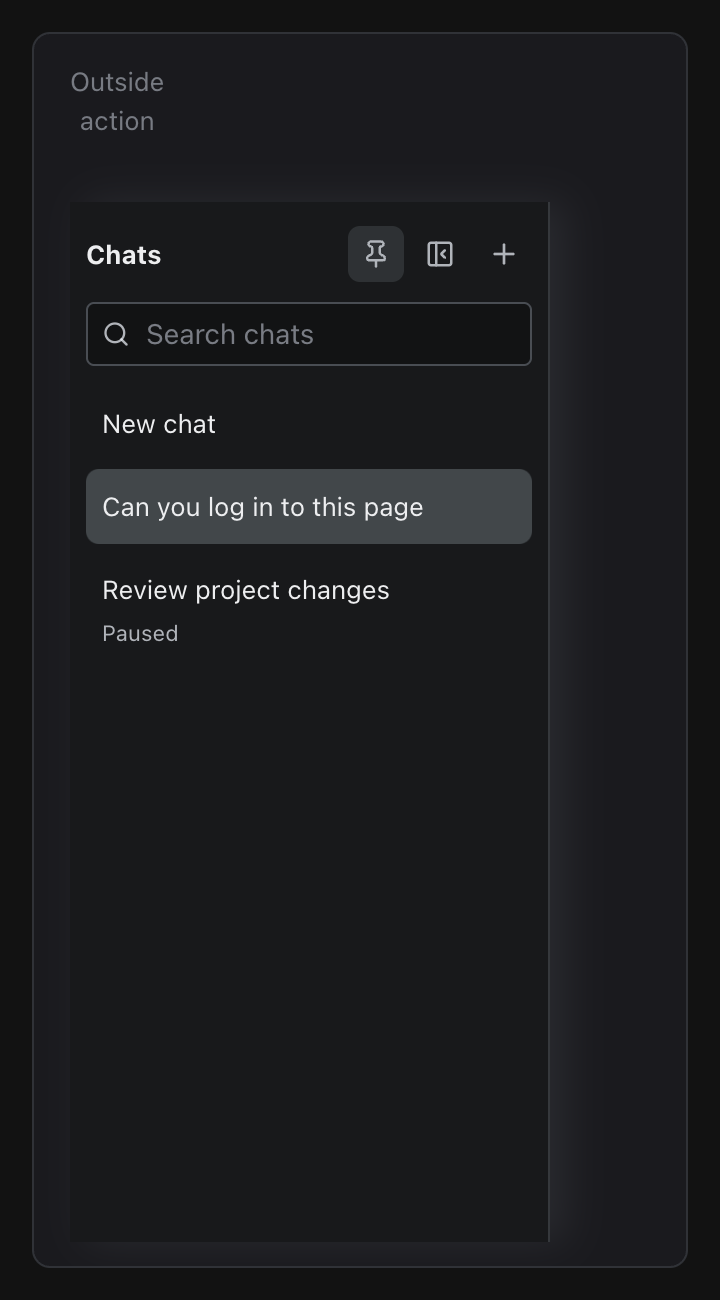 Outside
action
Chats
Search chats
New chat
Can you log in to this page
Review project changes
Paused